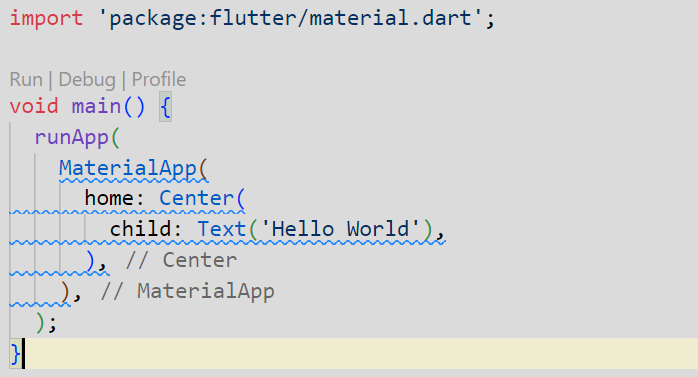 import 'package:flutter/material.dart';
Run | Debug | Profile
void main() {
runApp(
MaterialApp(
home: Center(
child: Text('Hello World'),
), // Center
), // MaterialApp
);
}